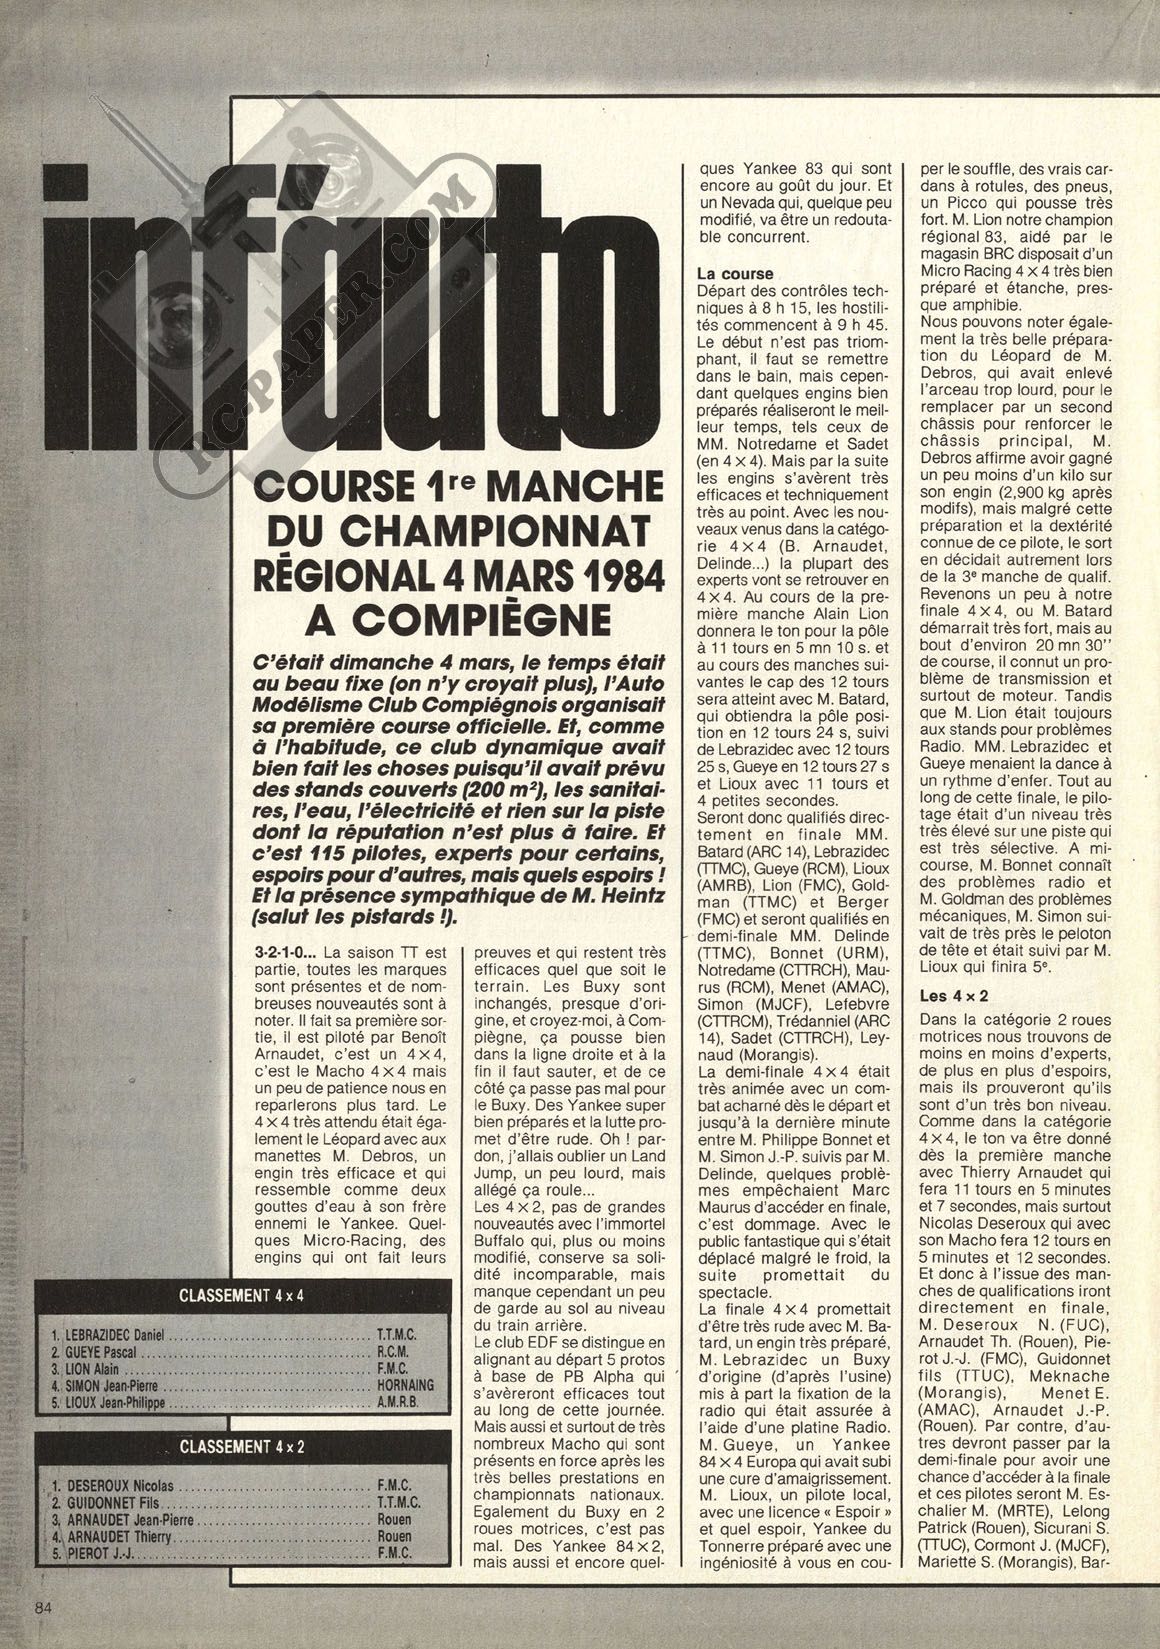 inf'auto
RC-PAPER.COM
COURSE 1re MANCHE
DU CHAMPIONNAT
RÉGIONAL 4 MARS 1984
A COMPIÈGNE
C'était dimanche 4 mars, le temps était
au beau fixe (on n'y croyait plus), l'Auto
Modélisme Club Compiégnois organisait
sa première course officielle. Et, comme
à l'habitude, ce club dynamique avait
bien fait les choses puisqu'il avait prévu
des stands couverts (200 m²), les sanitai-
res, l'eau, l'électricité et rien sur la piste
dont la réputation n'est plus à faire. Et
c'est 115 pilotes, experts pour certains,
espoirs pour d'autres, mais quels espoirs !
Et la présence sympathique de M. Heintz
(salut les pistards !).
3-2-1-0... La saison TT est
partie, toutes les marques
sont présentes et de nom-
breuses nouveautés sont à
noter. Il fait sa première sor-
tie, il est piloté par Benoît
Arnaudet, c'est un 4×4,
c'est le Macho 4×4 mais
un peu de patience nous en
reparlerons plus tard. Le
4×4 très attendu était éga-
lement le Léopard avec aux
manettes M. Debros, un
engin très efficace et qui
ressemble comme deux
gouttes d'eau à son frère
ennemi le Yankee. Quel-
ques Micro-Racing, des
engins qui ont fait leurs
preuves et qui restent très
efficaces quel que soit le
terrain. Les Buxy sont
inchangés, presque d'ori-
gine, et croyez-moi, à Com-
piègne, ça pousse bien
dans la ligne droite et à la
fin il faut sauter, et de ce
côté ça passe pas mal pour
le Buxy. Des Yankee super
bien préparés et la lutte pro-
met d'être rude. Oh ! par-
don, j'allais oublier un Land
Jump, un peu lourd, mais
allégé ça roule...
Les 4×2, pas de grandes
nouveautés avec l'immortel
Buffalo qui, plus ou moins
modifié, conserve sa soli-
dité incomparable, mais
manque cependant un peu
de garde au sol au niveau
du train arrière.
Le club EDF se distingue en
alignant au départ 5 protos
à base de PB Alpha qui
s'avèreront efficaces tout
au long de cette journée.
Mais aussi et surtout de très
nombreux Macho qui sont
présents en force après les
très belles prestations en
championnats nationaux.
Egalement du Buxy en 2
roues motrices, c'est pas
mal. Des Yankee 84×2,
mais aussi et encore quel-
ques Yankee 83 qui sont
encore au goût du jour. Et
un Nevada qui, quelque peu
modifié, va être un redouta-
ble concurrent.
La course
Départ des contrôles tech-
niques à 8 h 15, les hostili-
tés commencent à 9 h 45.
Le début n'est pas triom-
phant, il faut se remettre
dans le bain, mais cepen-
dant quelques engins bien
préparés réaliseront le meil-
leur temps, tels ceux de
MM. Notredame et Sadet
(en 4×4). Mais par la suite
les engins s'avèrent très
efficaces et techniquement
très au point. Avec les nou-
veaux venus dans la catégo-
rie 4×4 (B. Arnaudet,
Delinde...) la plupart des
experts vont se retrouver en
4×4. Au cours de la pre-
mière manche Alain Lion
donnera le ton pour la pôle
à 11 tours en 5 mn 10 s. et
au cours des manches sui-
vantes le cap des 12 tours
sera atteint avec M. Batard,
qui obtiendra la pôle posi-
tion en 12 tours 24 s, suivi
de Lebrazidec avec 12 tours
25 s, Gueye en 12 tours 27 s
et Lioux avec 11 tours et
4 petites secondes.
Seront donc qualifiés direc-
tement en finale MM.
Batard (ARC 14), Lebrazidec
(TTMC), Gueye (RCM), Lioux
(AMRB), Lion (FMC), Gold-
man (TTMC) et Berger
(FMC) et seront qualifiés en
demi-finale MM. Delinde
(TTMC), Bonnet (URM),
Notredame (CTTRCH), Mau-
rus (RCM), Menet (AMAC),
Simon (MJCF), Lefebvre
(CTTRCM), Trédanniel (ARC
14), Sadet (CTTRCH), Ley-
naud (Morangis).
La demi-finale 4×4 était
très animée avec un com-
bat acharné dès le départ et
jusqu'à la dernière minute
entre M. Philippe Bonnet et
M. Simon J.-P. suivis par M.
Delinde, quelques problè-
mes empêchaient Marc
Maurus d'accéder en finale,
c'est dommage. Avec le
public fantastique qui s'était
déplacé malgré le froid, la
suite promettait du
spectacle.
La finale 4×4 promettait
d'être très rude avec M. Ba-
tard, un engin très préparé,
M. Lebrazidec un Buxy
d'origine (d'après l'usine)
mis à part la fixation de la
radio qui était assurée à
l'aide d'une platine Radio.
M. Gueye, un Yankee
84×4 Europa qui avait subi
une cure d'amaigrissement.
M. Lioux, un pilote local,
avec une licence « Espoir »
et quel espoir, Yankee du
Tonnerre préparé avec une
ingéniosité à vous en cou-
per le souffle, des vrais car-
dans à rotules, des pneus,
un Picco qui pousse très
fort. M. Lion notre champion
régional 83, aidé par le
magasin BRC disposait d'un
Micro Racing 4×4 très bien
préparé et étanche, pres-
que amphibie.
Nous pouvons noter égale-
ment la très belle prépara-
tion du Léopard de M.
Debros, qui avait enlevé
l'arceau trop lourd, pour le
remplacer par un second
châssis pour renforcer le
châssis principal, M.
Debros affirme avoir gagné
un peu moins d'un kilo sur
son engin (2,900 kg après
modifs), mais malgré cette
préparation et la dextérité
connue de ce pilote, le sort
en décidait autrement lors
de la 3e manche de qualif.
Revenons un peu à notre
finale 4×4, ou M. Batard
démarrait très fort, mais au
bout d'environ 20 mn 30''
de course, il connut un pro-
blème de transmission et
surtout de moteur. Tandis
que M. Lion était toujours
aux stands pour problèmes
Radio. MM. Lebrazidec et
Gueye menaient la dance à
un rythme d'enfer. Tout au
long de cette finale, le pilo-
tage était d'un niveau très
très élevé sur une piste qui
est très sélective. A mi-
course, M. Bonnet connaît
des problèmes radio et
M. Goldman des problèmes
mécaniques, M. Simon sui-
vait de très près le peloton
de tête et était suivi par M.
Lioux qui finira 5e.
Les 4×2
Dans la catégorie 2 roues
motrices nous trouvons de
moins en moins d'experts,
de plus en plus d'espoirs,
mais ils prouveront qu'ils
sont d'un très bon niveau.
Comme dans la catégorie
4×4, le ton va être donné
dès la première manche
avec Thierry Arnaudet qui
fera 11 tours en 5 minutes
et 7 secondes, mais surtout
Nicolas Deseroux qui avec
son Macho fera 12 tours en
5 minutes et 12 secondes.
Et donc à l'issue des man-
ches de qualifications iront
directement en finale,
M. Deseroux N. (FUC),
Arnaudet Th. (Rouen), Pie-
rot J.-J. (FMC), Guidonnet
fils (TTUC), Meknache
(Morangis), Menet E.
(AMAC), Arnaudet J.-P.
(Rouen). Par contre, d'au-
tres devront passer par la
demi-finale pour avoir une
chance d'accéder à la finale
et ces pilotes seront M. Es-
chalier M. (MRTE), Lelong
Patrick (Rouen), Sicurani S.
(TTUC), Cormont J. (MJCF),
Mariette S. (Morangis), Bar-
CLASSEMENT 4 x 4
1. LEBRAZIDEC Daniel ........ T.T.M.C.
2. GUEYE Pascal ........ R.C.M.
3. LION Alain ........ F.M.C.
4. SIMON Jean-Pierre ........ HORNAING
5. LIOUX Jean-Philippe ........ A.M.R.B.
CLASSEMENT 4 x 2
1. DESEROUX Nicolas ........ F.M.C.
2. GUIDONNET Fils ........ T.T.M.C.
3. ARNAUDET Jean-Pierre ........ Rouen
4. ARNAUDET Thierry ........ Rouen
5. PIEROT J.-J. ........ F.M.C.
84